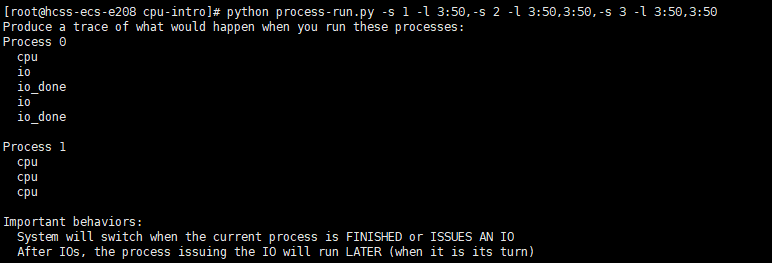 [root@hcss-ecs-e208 cpu-intro]# python process-run.py -s 1 -l 3:50,-s 2 -l 3:50,3:50,-s 3 -l 3:50,3:50
Produce a trace of what would happen when you run these processes:
Process 0
  cpu
  io
  io_done
  io
  io_done

Process 1
  cpu
  cpu
  cpu

Important behaviors:
  System will switch when the current process is FINISHED or ISSUES AN IO
  After IOs, the process issuing the IO will run LATER (when it is its turn)